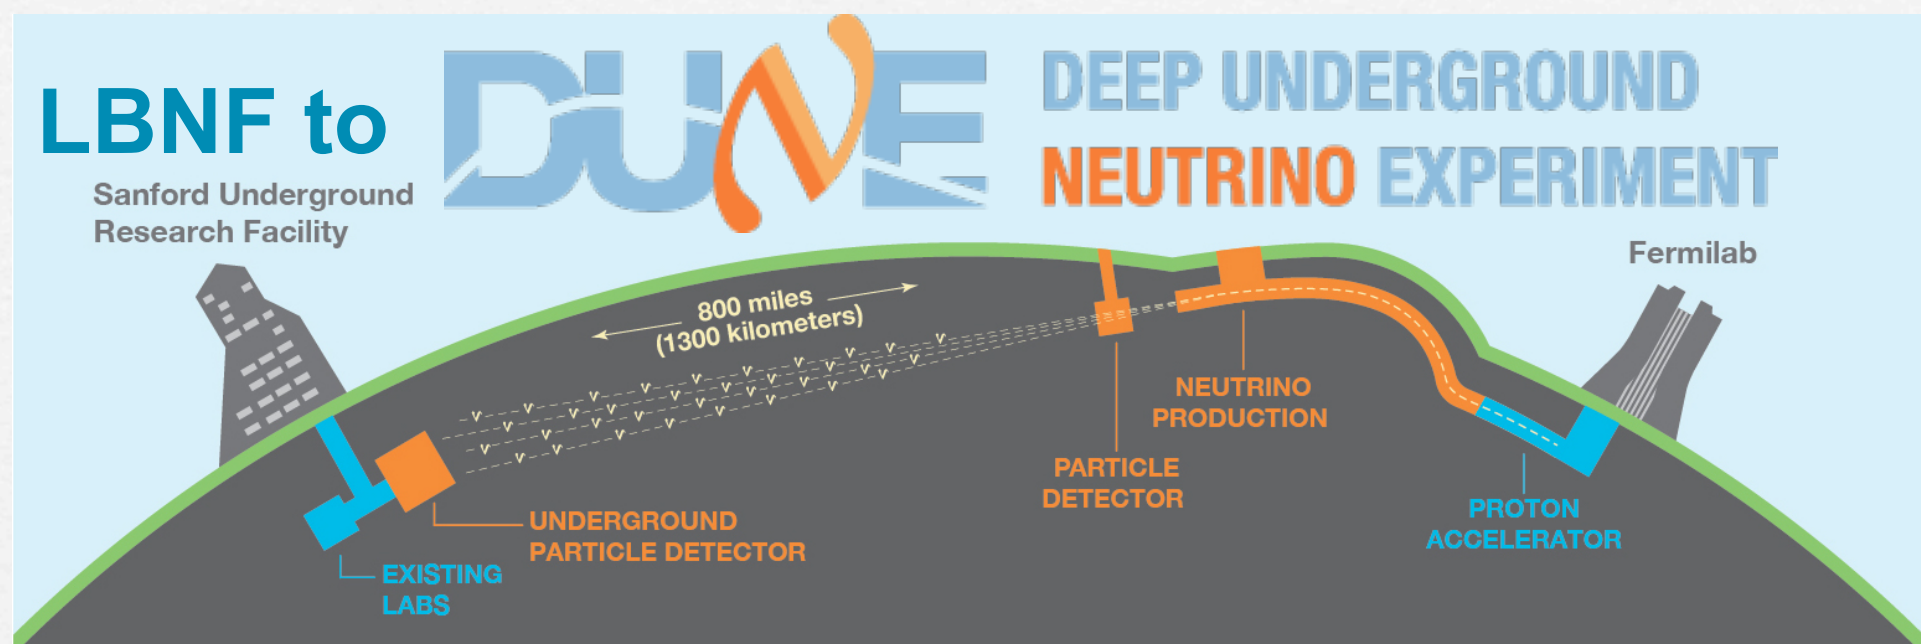 LBNF to DUNE
DEEP UNDERGROUND
NEUTRINO EXPERIMENT
Sanford Underground
Research Facility
Fermilab
800 miles
(1300 kilometers)
NEUTRINO
PRODUCTION
PARTICLE
DETECTOR
PROTON
ACCELERATOR
UNDERGROUND
PARTICLE DETECTOR
EXISTING
LABS